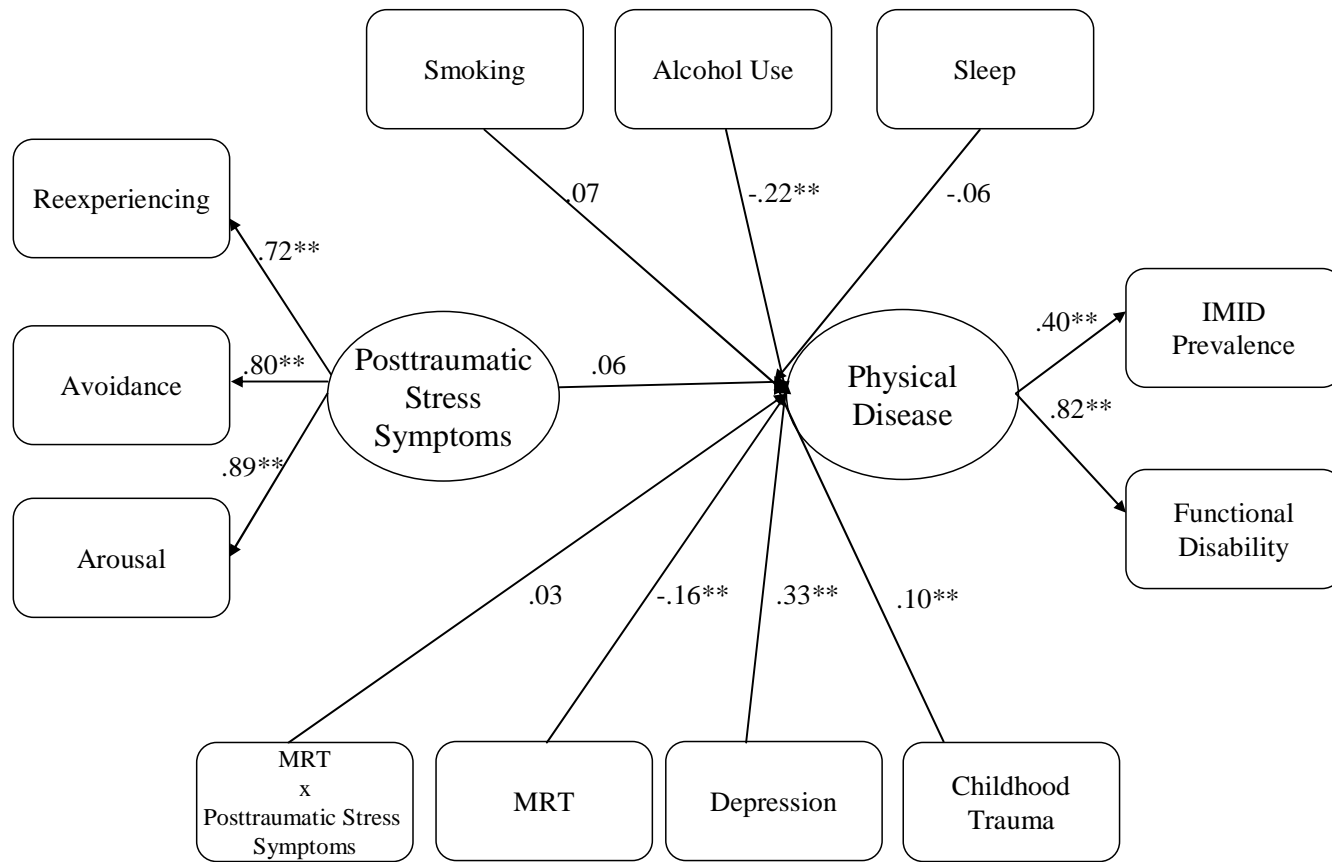 Smoking
Alcohol Use
Sleep
Reexperiencing
.07
-.22**
-.06
.72**
IMID
Prevalence
.40**
Avoidance
.80**
Posttraumatic
Stress
Symptoms
.06
Physical
Disease
.82**
.89**
Arousal
Functional
Disability
.03
-.16**
.33**
.10**
MRT
x
Posttraumatic Stress
Symptoms
MRT
Depression
Childhood
Trauma